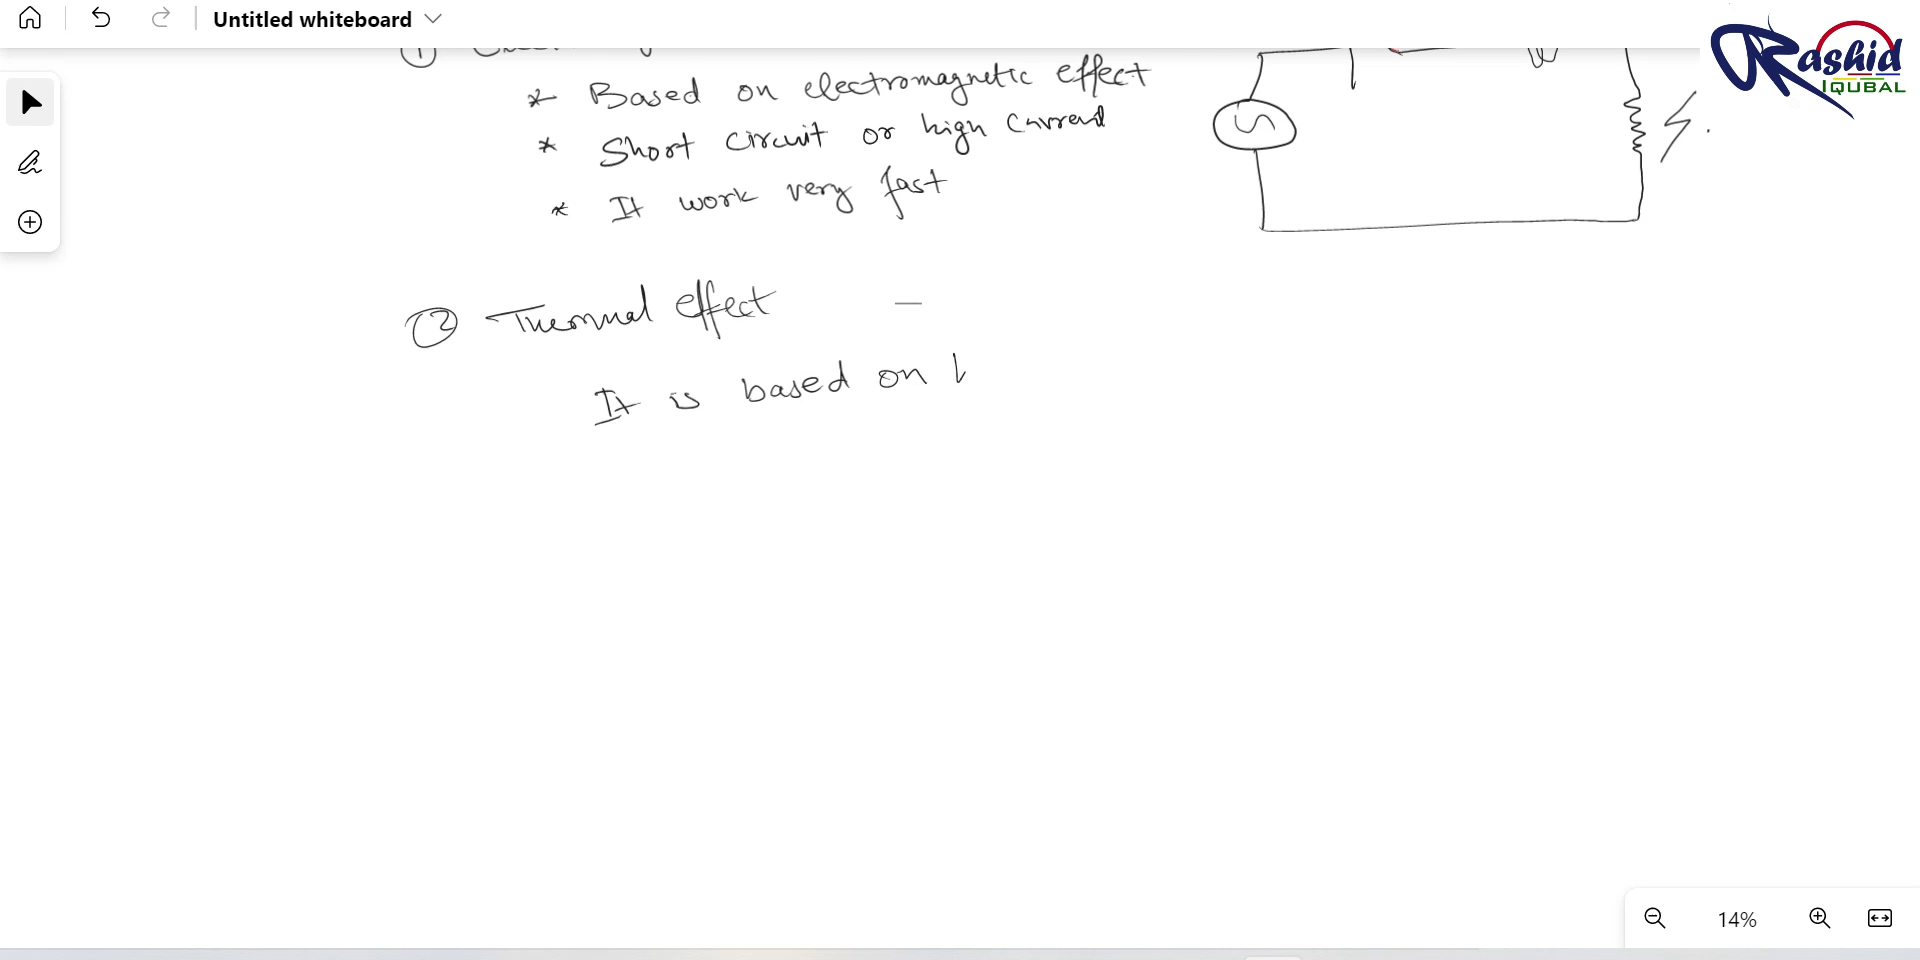 Untitled whiteboard
Rashid
IQUBAL
①
* Based on electromagnetic effect
* Short circuit or high current
* It work very fast
② Thermal effect —
It is based on
14%